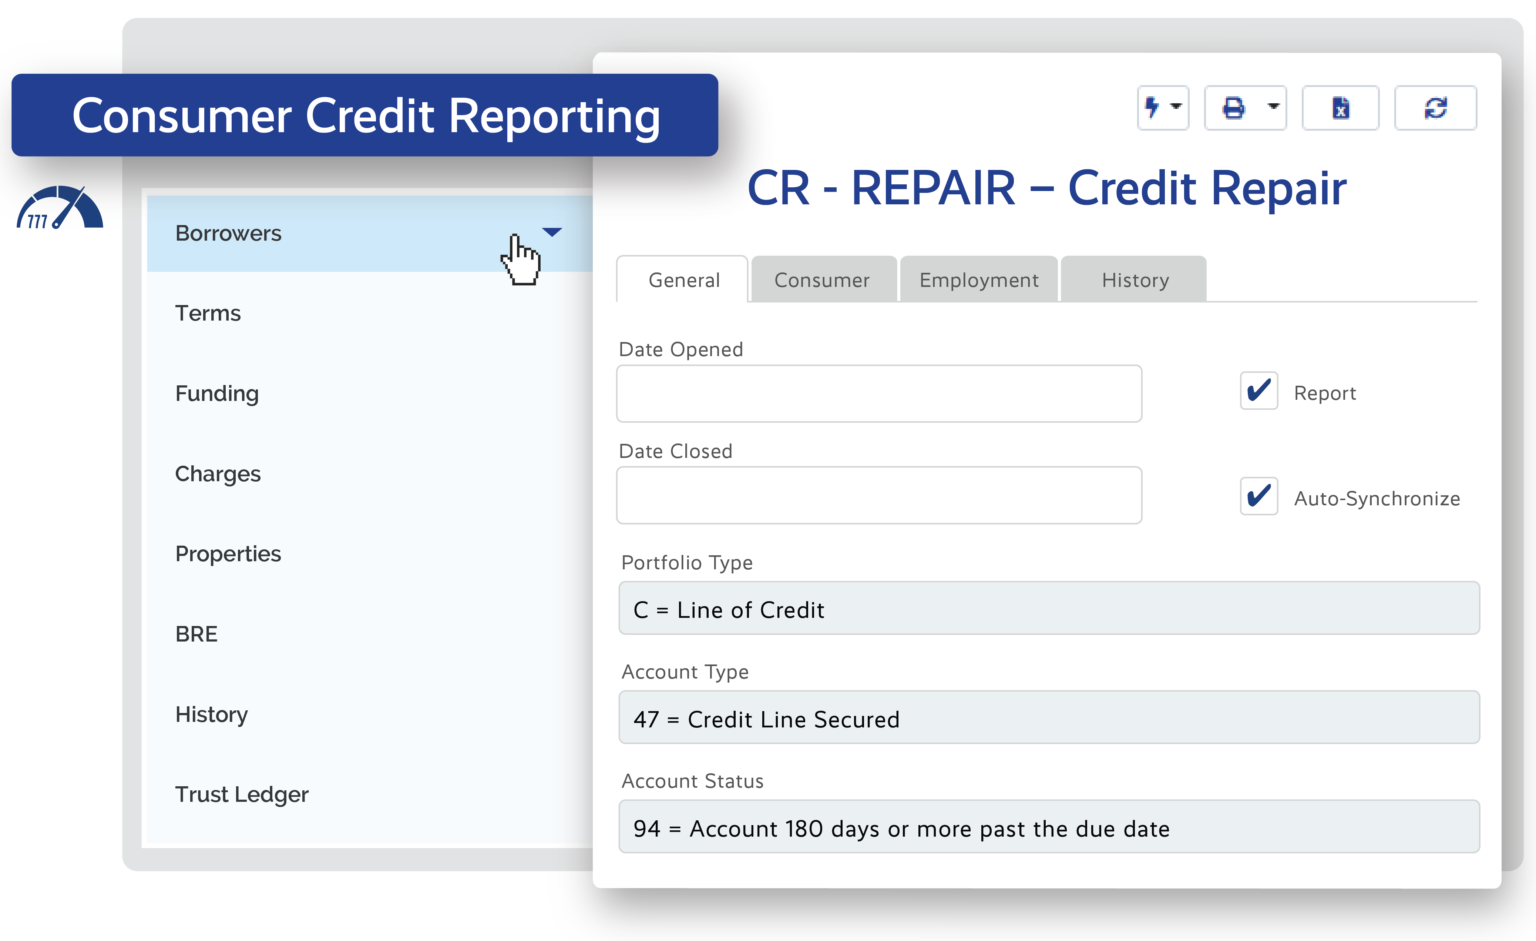 Consumer Credit Reporting
777
Borrowers
Terms
Funding
Charges
Properties
BRE
History
Trust Ledger
CR - REPAIR – Credit Repair
General
Consumer
Employment
History
Date Opened
Report
Date Closed
Auto-Synchronize
Portfolio Type
C = Line of Credit
Account Type
47 = Credit Line Secured
Account Status
94 = Account 180 days or more past the due date